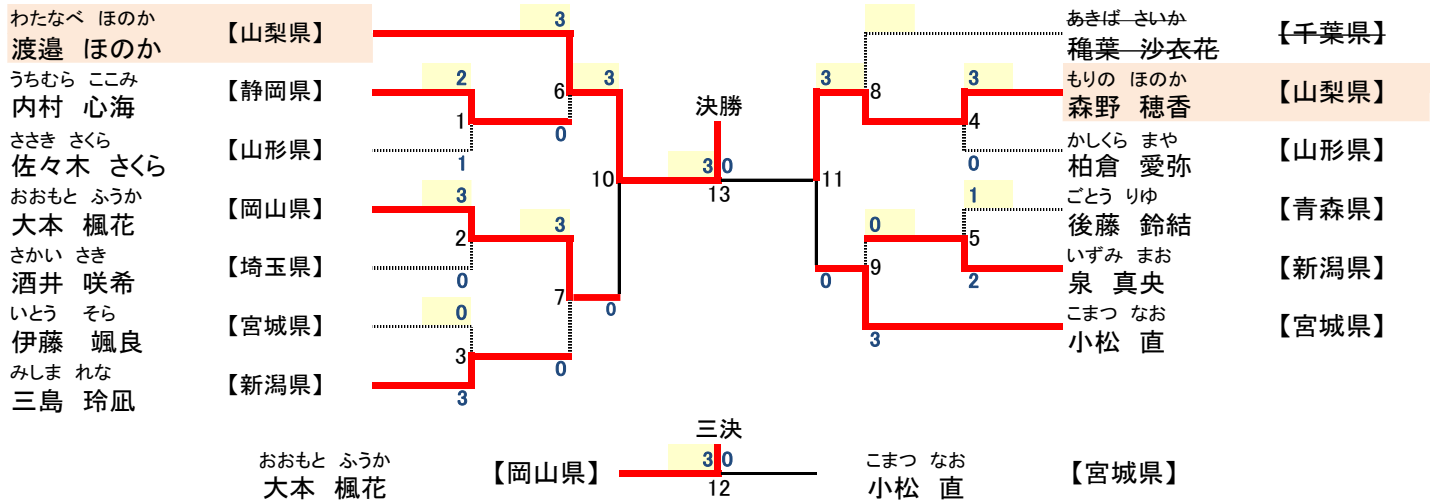 わたなべ ほのか
渡邉 ほのか 【山梨県】
うちむら ここみ
内村 心海 【静岡県】
ささき さくら
佐々木 さくら 【山形県】
おおもと ふうか
大本 楓花 【岡山県】
さかい さき
酒井 咲希 【埼玉県】
いとう そら
伊藤 颯良 【宮城県】
みしま れな
三島 玲凪 【新潟県】
3
2
1
1
6
0
3
3
2
0
3
7
0
3
0
0
3
10
決勝
3 0
13
3
8
11
3
4
0
1
5
2
0
9
3
0
あきば さいか
穐葉 沙衣花 【千葉県】
もりの ほのか
森野 穂香 【山梨県】
かしくら まや
柏倉 愛弥 【山形県】
ごとう りゆ
後藤 鈴結 【青森県】
いずみ まお
泉 真央 【新潟県】
こまつ なお
小松 直 【宮城県】
三決
おおもと ふうか
大本 楓花 【岡山県】
3 0
12
こまつ なお
小松 直 【宮城県】